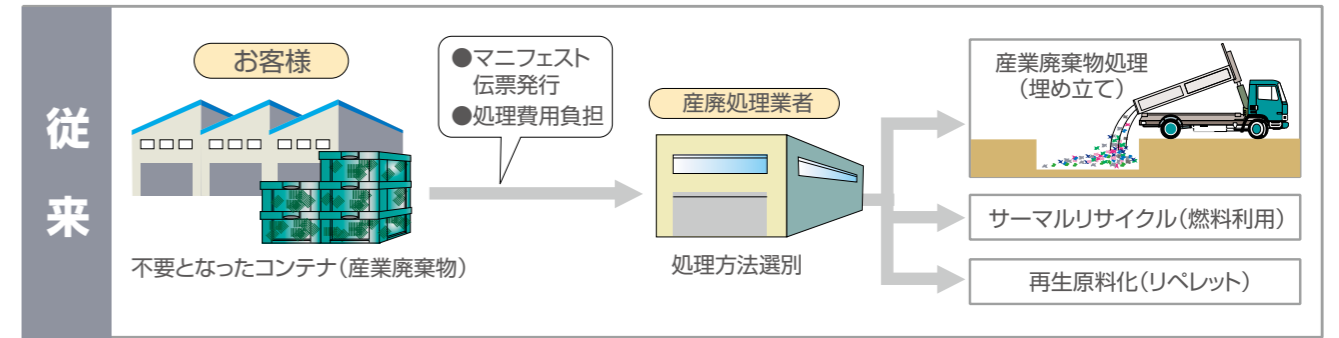 従来
お客様
●マニフェスト
伝票発行
●処理費用負担
不要となったコンテナ（産業廃棄物）
産廃処理業者
処理方法選別
産業廃棄物処理
（埋め立て）
サーマルリサイクル（燃料利用）
再生原料化（リペレット）